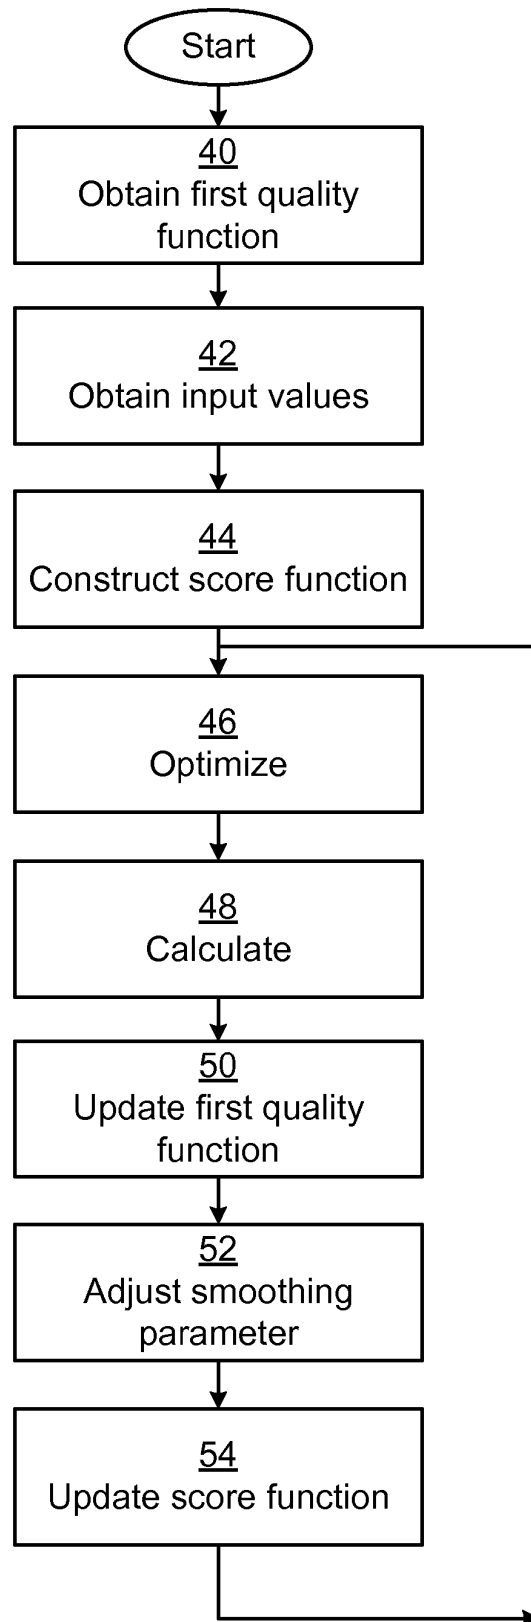 Start
40
Obtain first quality
function
42
Obtain input values
44
Construct score function
46
Optimize
48
Calculate
50
Update first quality
function
52
Adjust smoothing
parameter
54
Update score function